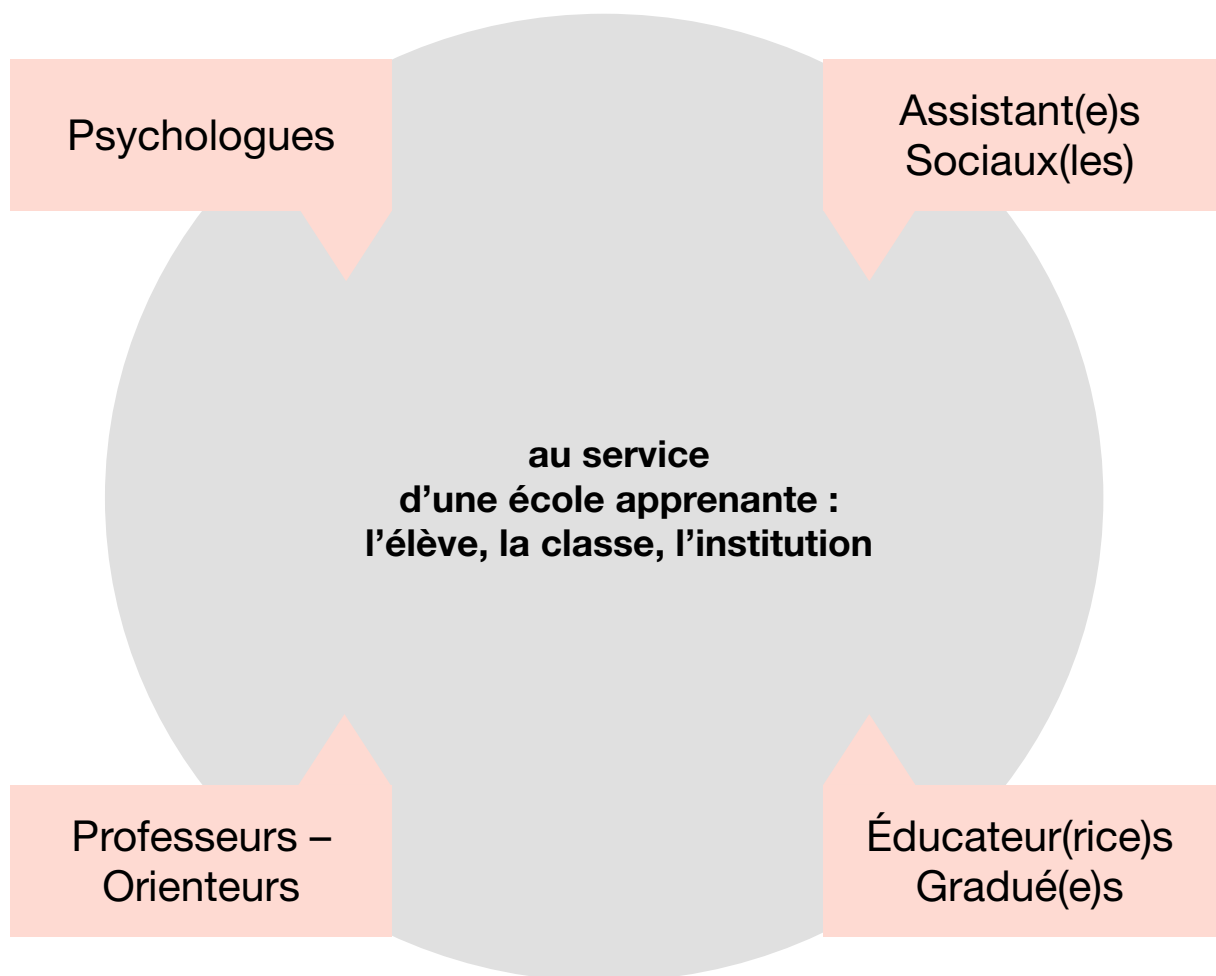 Psychologues
Assistant(e)s
Sociaux(les)
au service
d’une école apprenante :
l’élève, la classe, l’institution
Professeurs –
Orienteurs
Éducateur(rice)s
Gradué(e)s